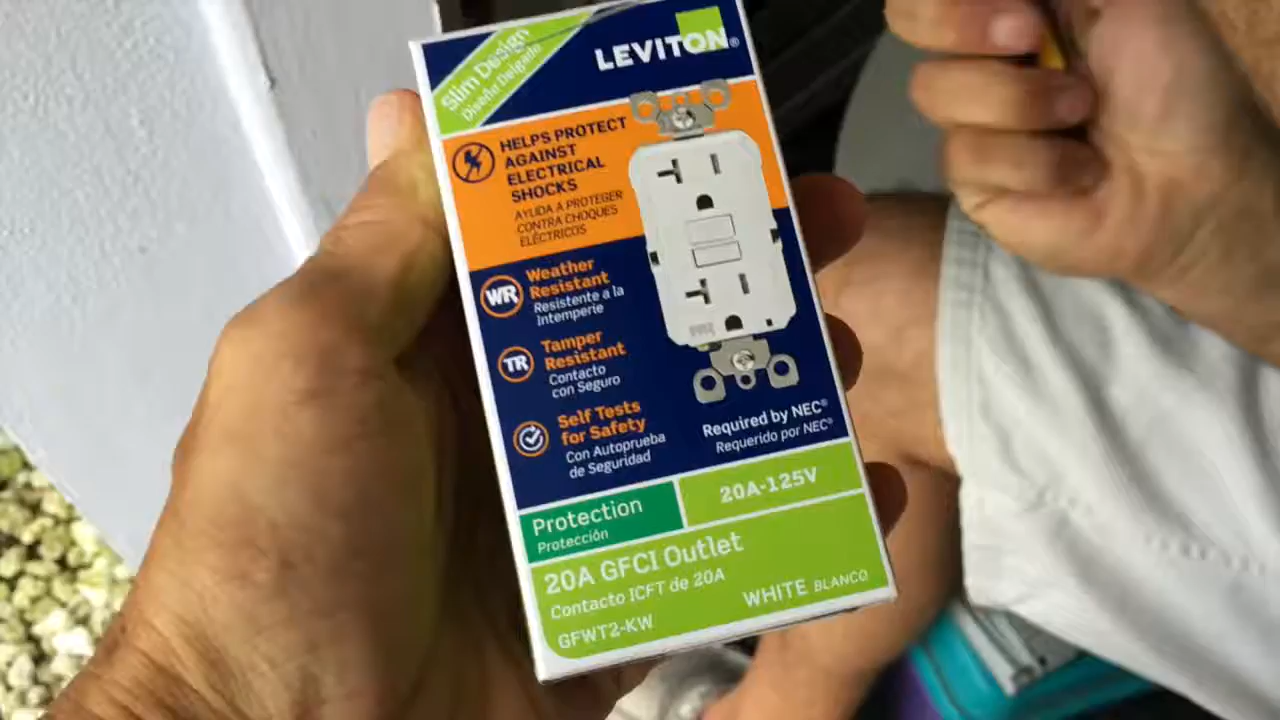 Slim Design
Diseño Delgado
LEVITON®
HELPS PROTECT
AGAINST
ELECTRICAL
SHOCKS
AYUDA A PROTEGER
CONTRA CHOQUES
ELÉCTRICOS
WR
Weather
Resistant
Resistente a la
Intemperie
TR
Tamper
Resistant
Contacto
con Seguro
Self Tests
for Safety
Con Autoprueba
de Seguridad
Required by NEC®
Requerido por NEC®
Protection
Protección
20A-125V
20A GFCI Outlet
Contacto ICFT de 20A
GFWT2-KW
WHITE BLANCO